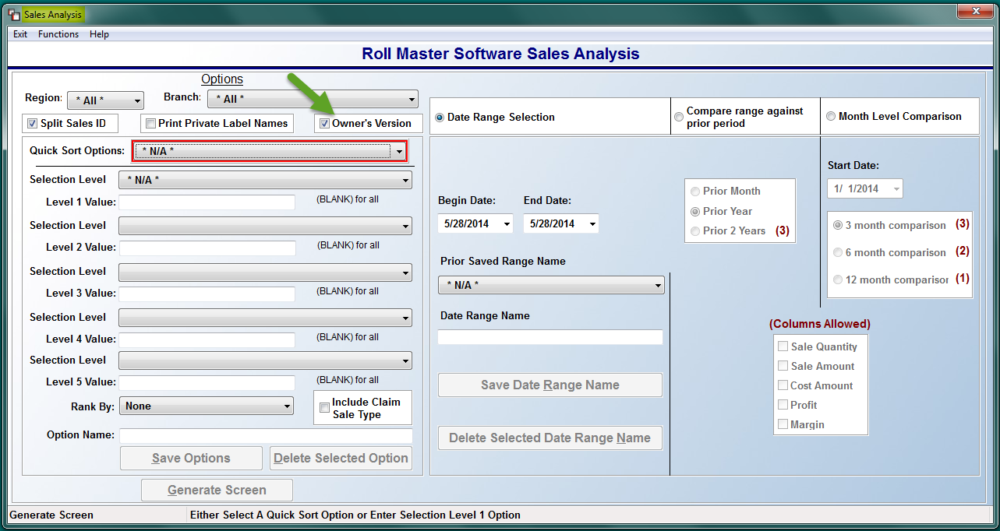 Sales Analysis
Exit Functions Help
Roll Master Software Sales Analysis
Options
Region: * All * Branch: * All *
Split Sales ID Print Private Label Names Owner's Version
Quick Sort Options: * N/A *
Selection Level * N/A *
Level 1 Value: (BLANK) for all
Selection Level
Level 2 Value: (BLANK) for all
Selection Level
Level 3 Value: (BLANK) for all
Selection Level
Level 4 Value: (BLANK) for all
Selection Level
Level 5 Value: (BLANK) for all
Rank By: None
Include Claim
Sale Type
Option Name:
Save Options Delete Selected Option
Generate Screen
Date Range Selection
Compare range against
prior period
Month Level Comparison
Begin Date: End Date:
5/28/2014 5/28/2014
Prior Saved Range Name
* N/A *
Date Range Name
Save Date Range Name
Delete Selected Date Range Name
Prior Month
Prior Year
Prior 2 Years (3)
Start Date:
1/ 1/2014
3 month comparison (3)
6 month comparison (2)
12 month comparisor (1)
(Columns Allowed)
Sale Quantity
Sale Amount
Cost Amount
Profit
Margin
Generate Screen Either Select A Quick Sort Option or Enter Selection Level 1 Option